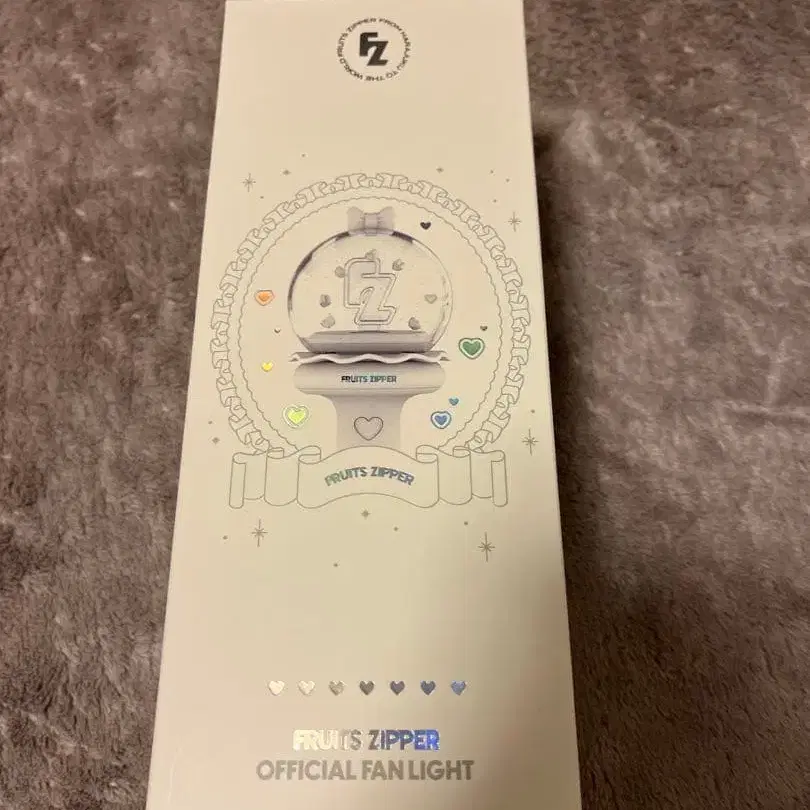 FRUITS ZIPPER FROM HARAJUKU TO THE WORLD
FZ
FZ
FRUITS ZIPPER
FRUITS ZIPPER
FRUITS ZIPPER
OFFICIAL FAN LIGHT